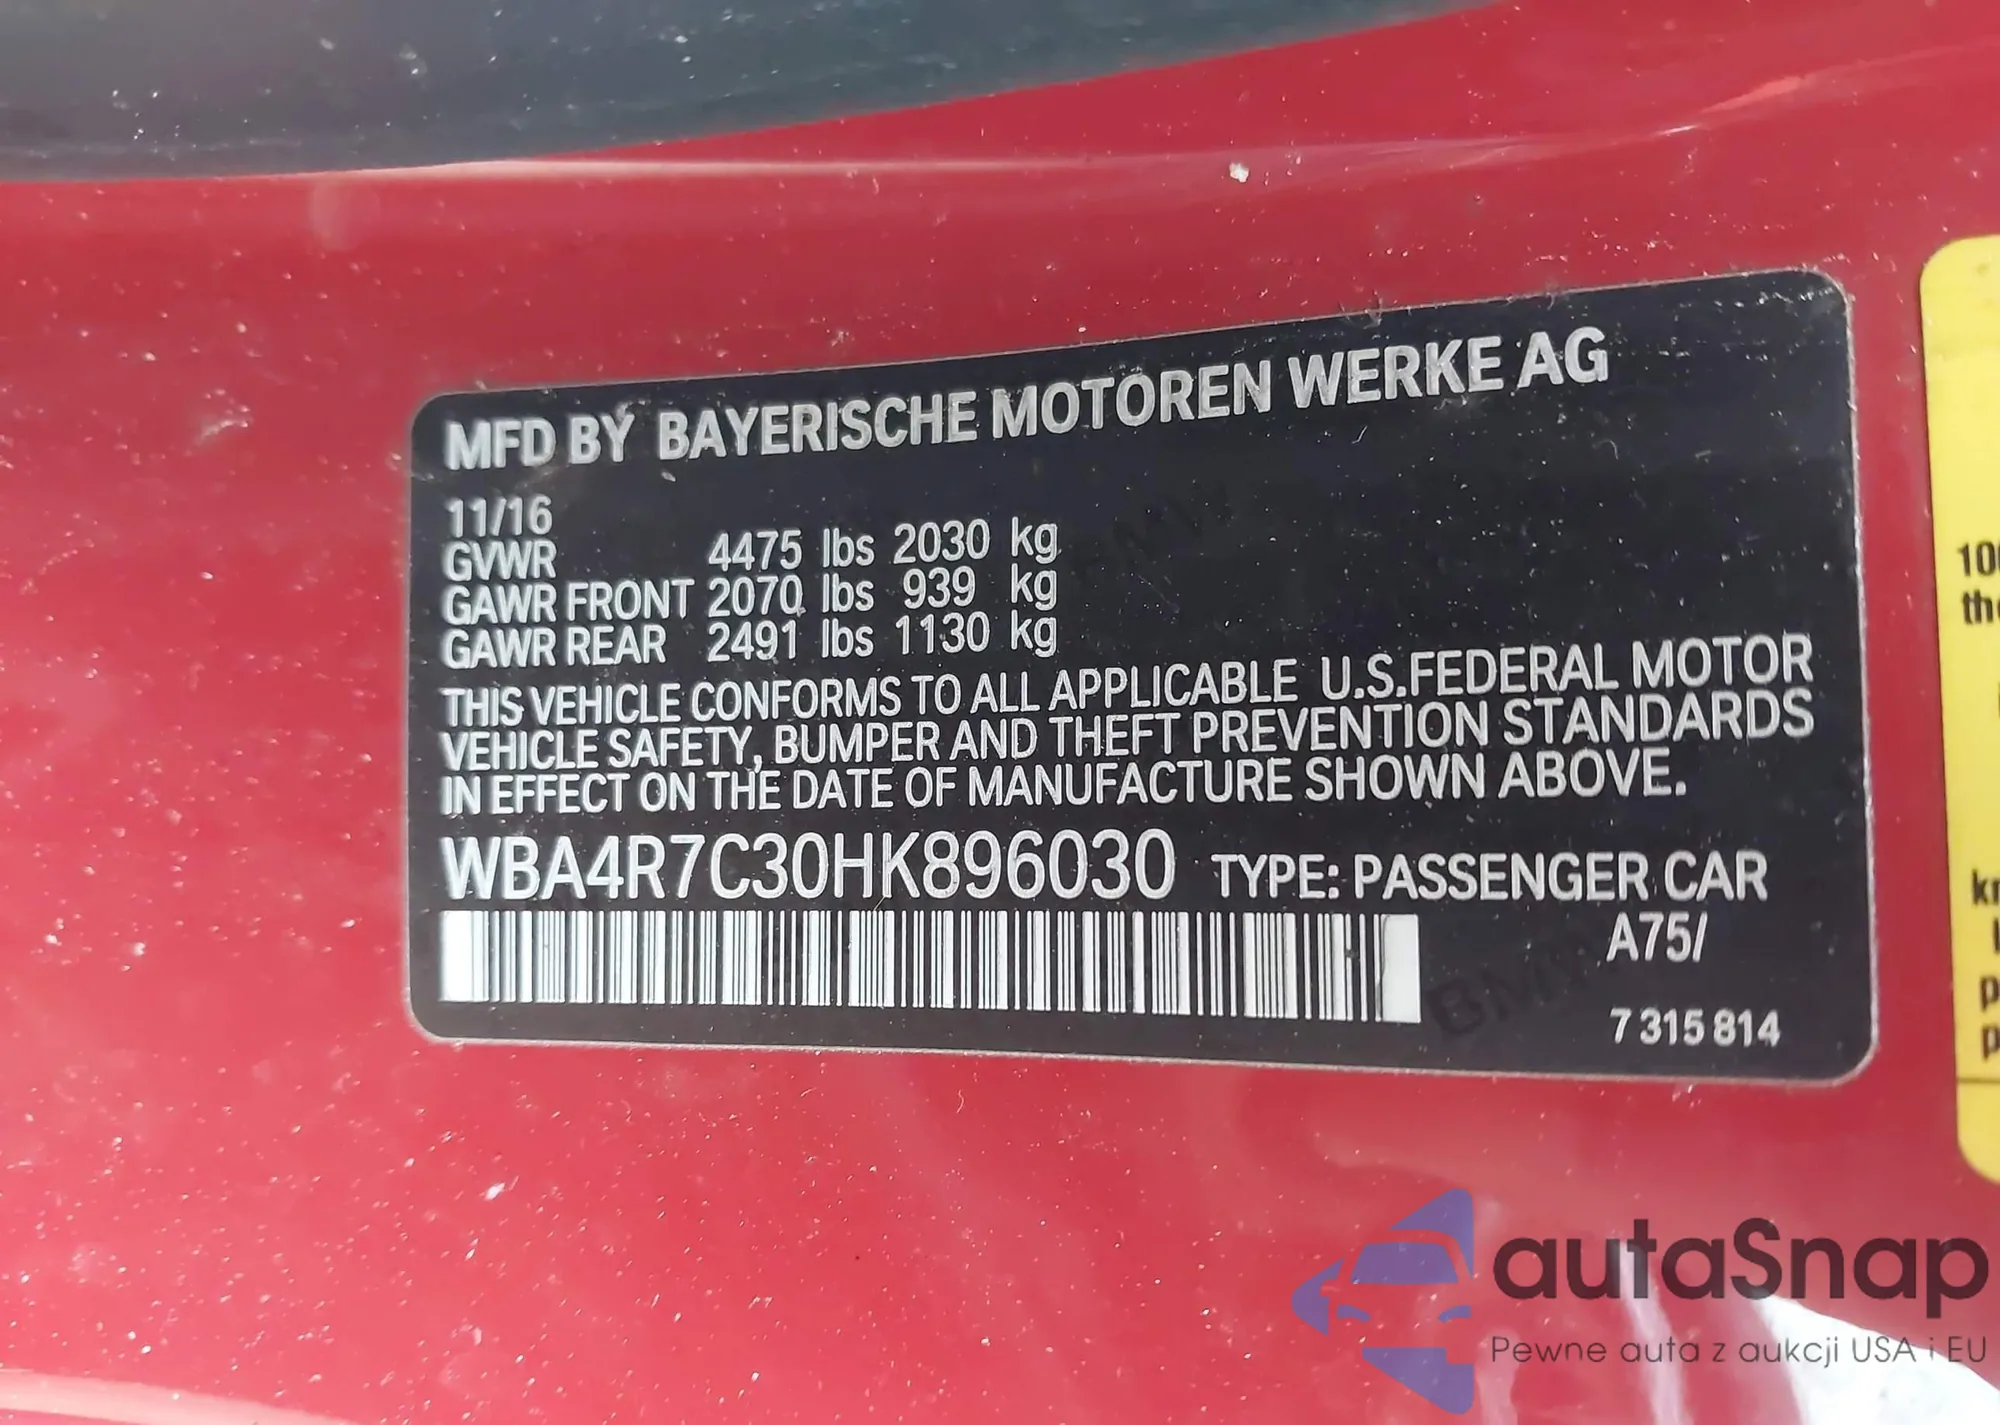 MFD BY BAYERISCHE MOTOREN WERKE AG
11/16
GVWR 4475 lbs 2030 kg
GAWR FRONT 2070 lbs 939 kg
GAWR REAR 2491 lbs 1130 kg
THIS VEHICLE CONFORMS TO ALL APPLICABLE U.S.FEDERAL MOTOR
VEHICLE SAFETY, BUMPER AND THEFT PREVENTION STANDARDS
IN EFFECT ON THE DATE OF MANUFACTURE SHOWN ABOVE.
WBA4R7C30HK896030 TYPE: PASSENGER CAR
A75/
7 315 814
BMW
autaSnap
Pewne auta z aukcji USA i EU